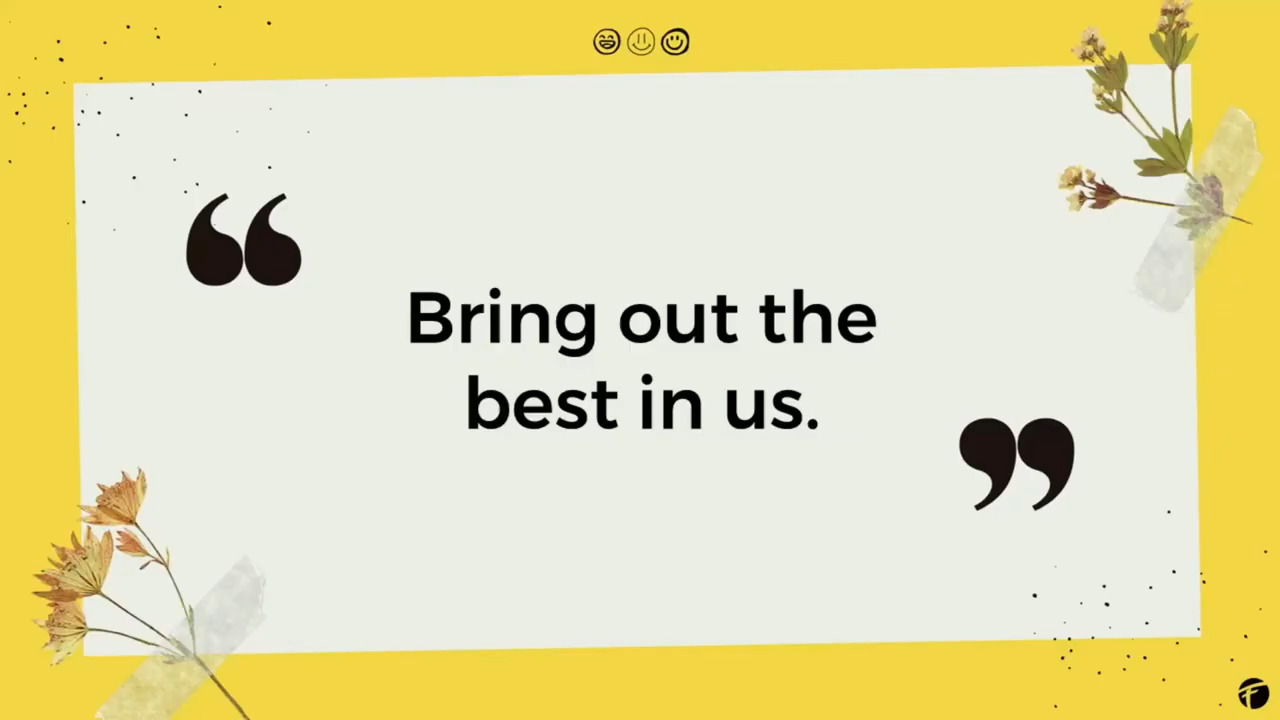 “
Bring out the
best in us.
”